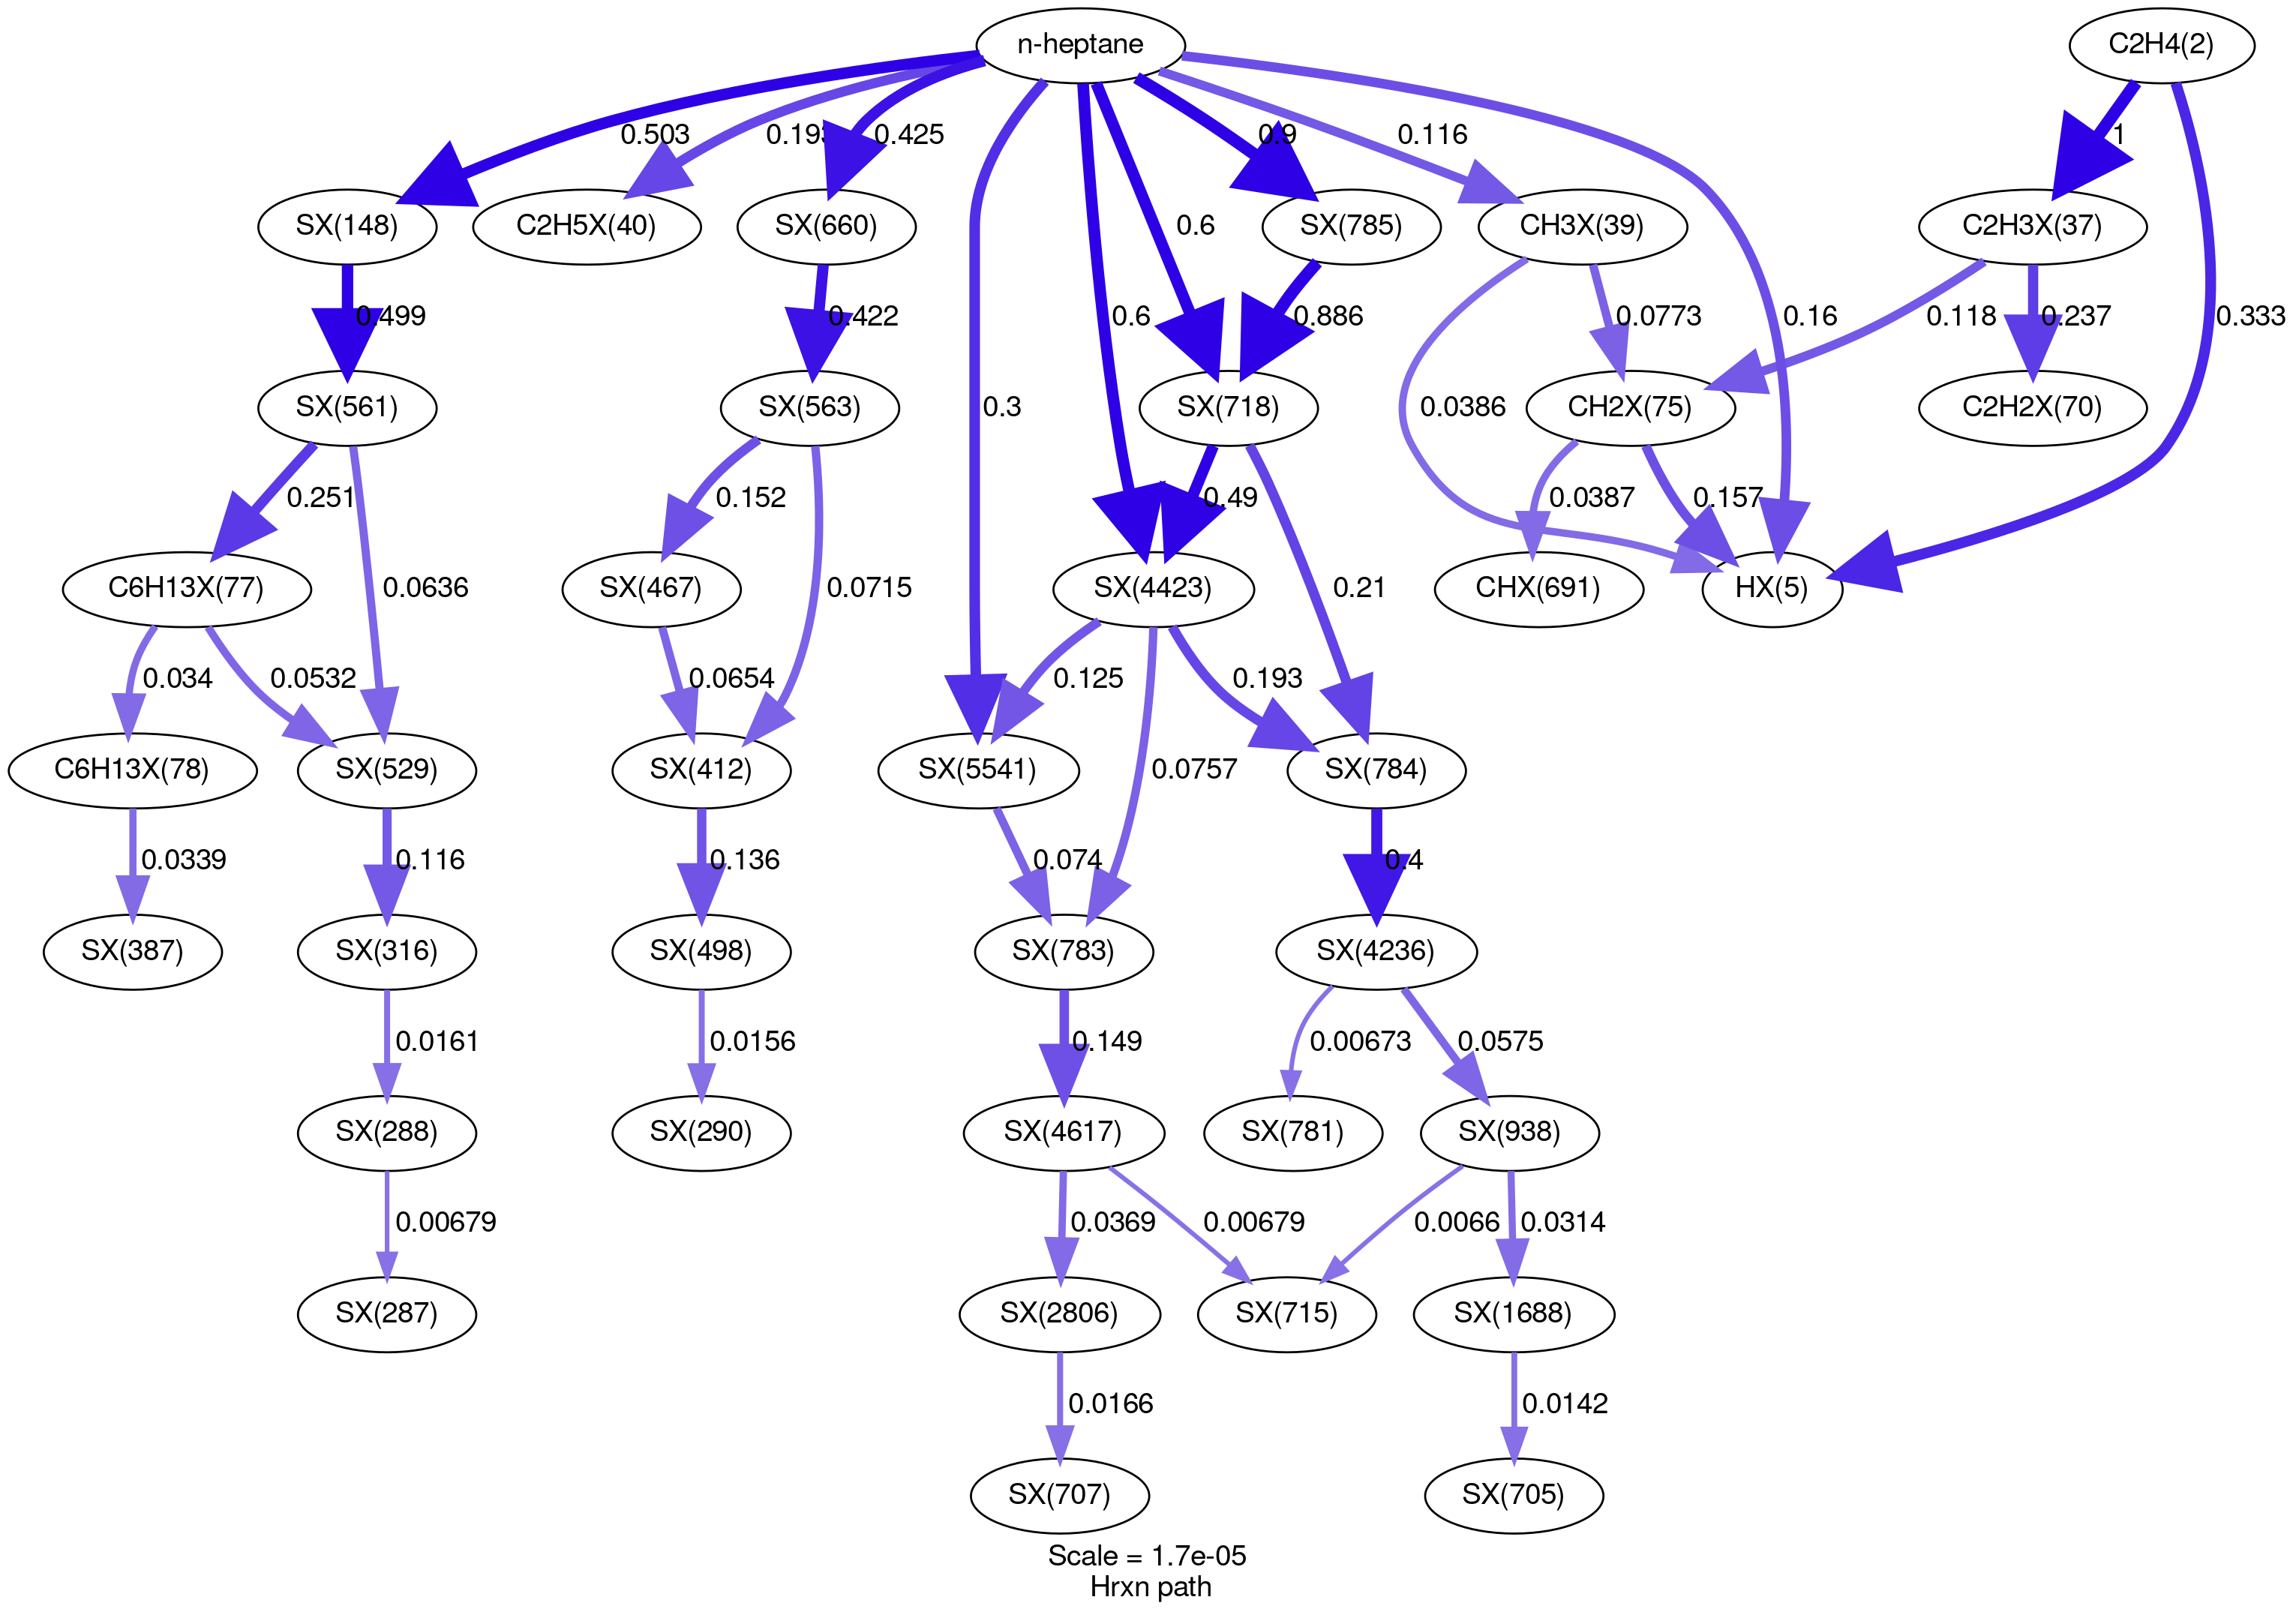 n-heptane
C2H4(2)
0.503
0.193
0.425
0.9
0.116
1
SX(148)
C2H5X(40)
SX(660)
SX(785)
CH3X(39)
C2H3X(37)
0.499
0.422
0.3
0.6
0.6
0.886
0.0386
0.0773
0.16
0.118
0.237
0.333
SX(561)
SX(563)
SX(718)
CH2X(75)
C2H2X(70)
0.251
0.0636
0.152
0.0715
0.49
0.21
0.0387
0.157
C6H13X(77)
SX(467)
SX(4423)
CHX(691)
HX(5)
0.034
0.0532
0.0654
0.125
0.0757
0.193
C6H13X(78)
SX(529)
SX(412)
SX(5541)
SX(784)
0.0339
0.116
0.136
0.074
0.4
SX(387)
SX(316)
SX(498)
SX(783)
SX(4236)
0.0161
0.0156
0.149
0.00673
0.0575
SX(288)
SX(290)
SX(4617)
SX(781)
SX(938)
0.00679
0.0369
0.00679
0.0066
0.0314
SX(287)
SX(2806)
SX(715)
SX(1688)
0.0166
0.0142
SX(707)
SX(705)
Scale = 1.7e-05
Hrxn path